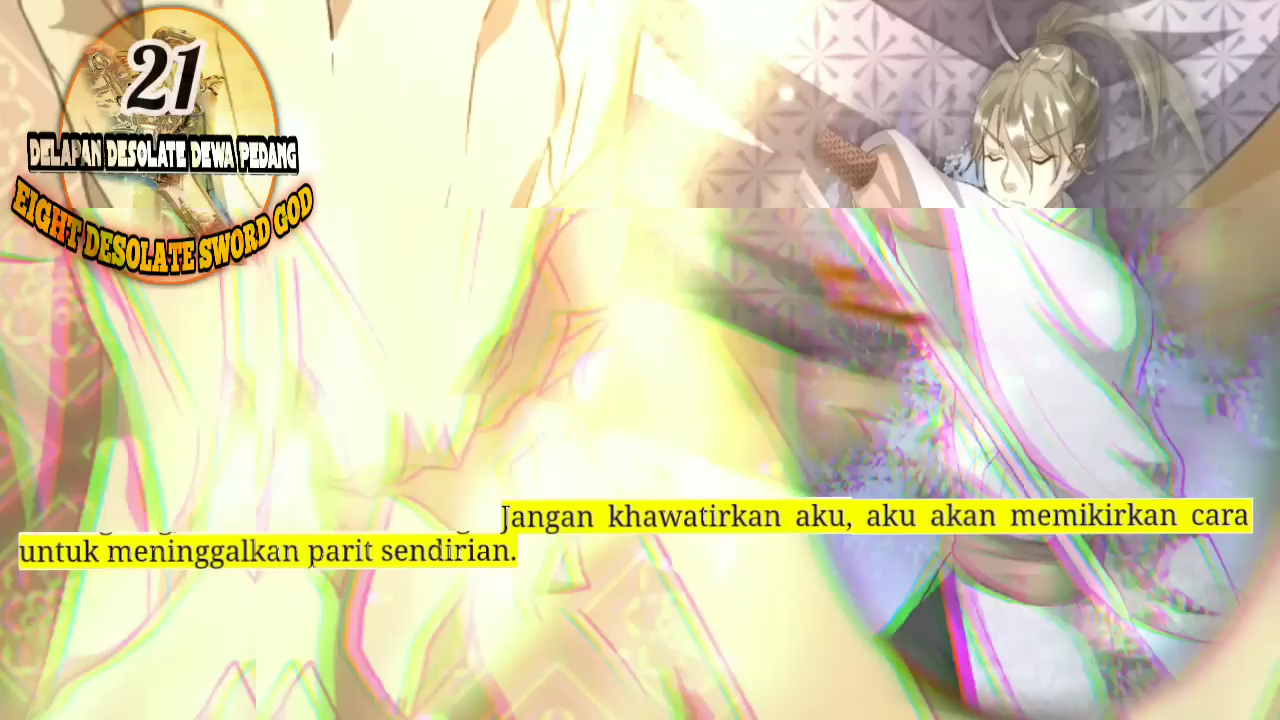 21
DELAPAN DESOLATE DEWA PEDANG
EIGHT DESOLATE SWORD GOD
Jangan khawatirkan aku, aku akan memikirkan cara
untuk meninggalkan parit sendirian.